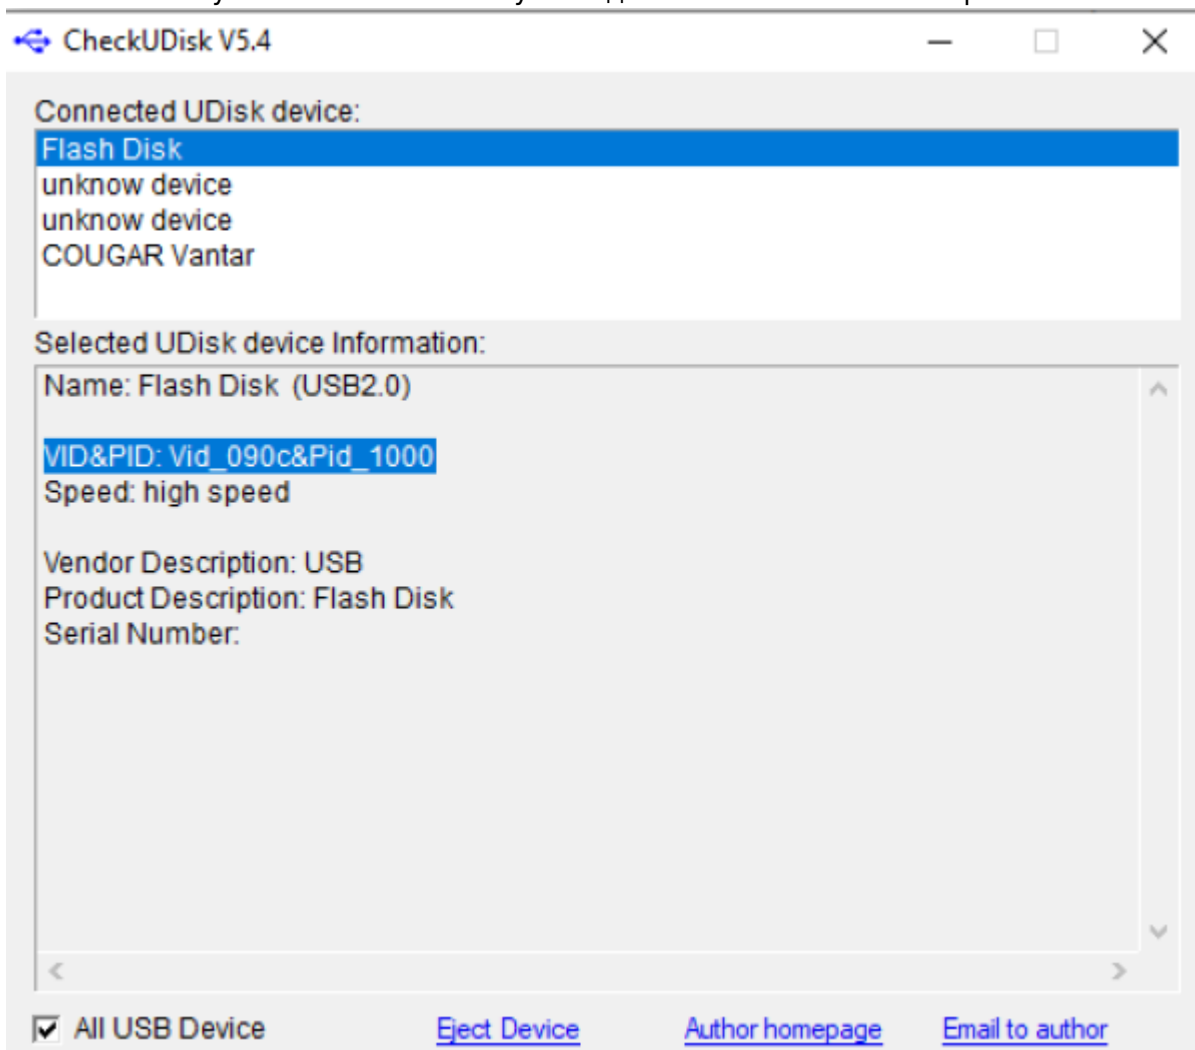 CheckUDisk V5.4
Connected UDisk device:
Flash Disk
unknow device
unknow device
COUGAR Vantar
Selected UDisk device Information:
Name: Flash Disk (USB2.0)
VID&PID: Vid_090c&Pid_1000
Speed: high speed
Vendor Description: USB
Product Description: Flash Disk
Serial Number:
All USB Device Eject Device Author homepage Email to author